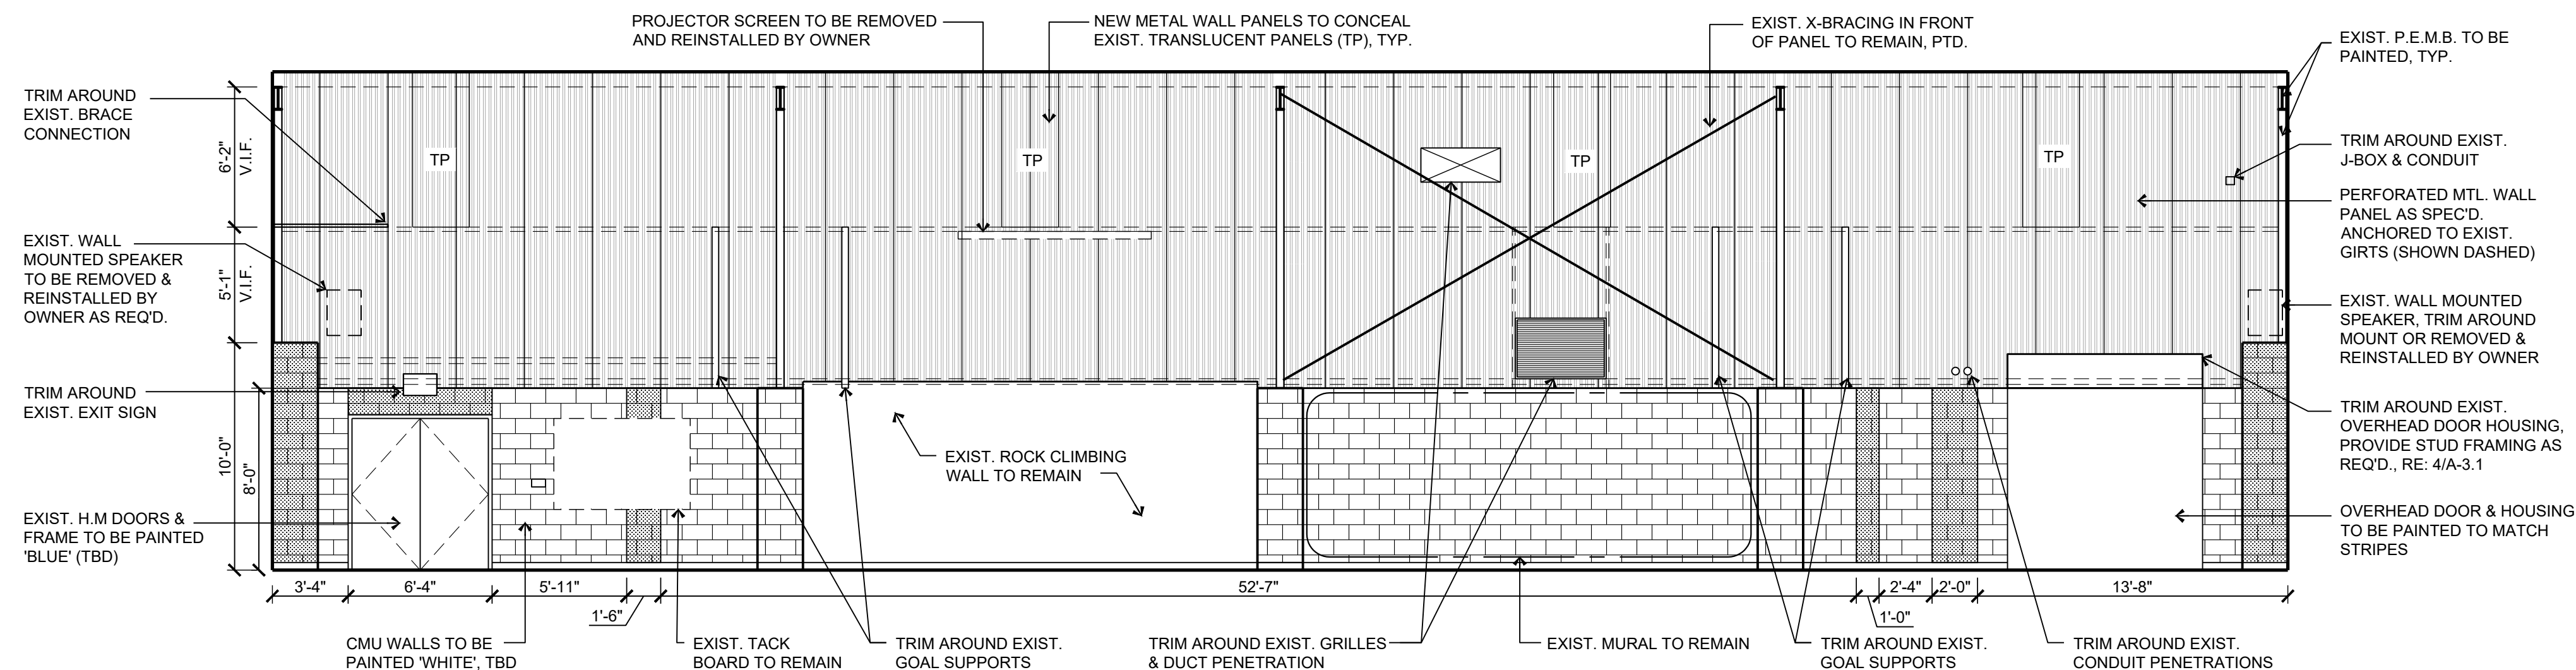 PROJECTOR SCREEN TO BE REMOVED
AND REINSTALLED BY OWNER
NEW METAL WALL PANELS TO CONCEAL
EXIST. TRANSLUCENT PANELS (TP), TYP.
EXIST. X-BRACING IN FRONT
OF PANEL TO REMAIN, PTD.
EXIST. P.E.M.B. TO BE
PAINTED, TYP.
TRIM AROUND
EXIST. BRACE
CONNECTION
6'-2"
V.I.F.
TP
TP
TP
TP
TRIM AROUND EXIST.
J-BOX & CONDUIT
PERFORATED MTL. WALL
PANEL AS SPEC'D.
ANCHORED TO EXIST.
GIRTS (SHOWN DASHED)
EXIST. WALL
MOUNTED SPEAKER
TO BE REMOVED &
REINSTALLED BY
OWNER AS REQ'D.
5'-1"
V.I.F.
EXIST. WALL MOUNTED
SPEAKER, TRIM AROUND
MOUNT OR REMOVED &
REINSTALLED BY OWNER
TRIM AROUND
EXIST. EXIT SIGN
10'-0"
8'-0"
EXIST. ROCK CLIMBING
WALL TO REMAIN
TRIM AROUND EXIST.
OVERHEAD DOOR HOUSING,
PROVIDE STUD FRAMING AS
REQ'D., RE: 4/A-3.1
EXIST. H.M DOORS &
FRAME TO BE PAINTED
'BLUE' (TBD)
OVERHEAD DOOR & HOUSING
TO BE PAINTED TO MATCH
STRIPES
3'-4"
6'-4"
5'-11"
1'-6"
52'-7"
1'-0"
2'-4"
2'-0"
13'-8"
CMU WALLS TO BE
PAINTED 'WHITE', TBD
EXIST. TACK
BOARD TO REMAIN
TRIM AROUND EXIST.
GOAL SUPPORTS
TRIM AROUND EXIST. GRILLES
& DUCT PENETRATION
EXIST. MURAL TO REMAIN
TRIM AROUND EXIST.
GOAL SUPPORTS
TRIM AROUND EXIST.
CONDUIT PENETRATIONS